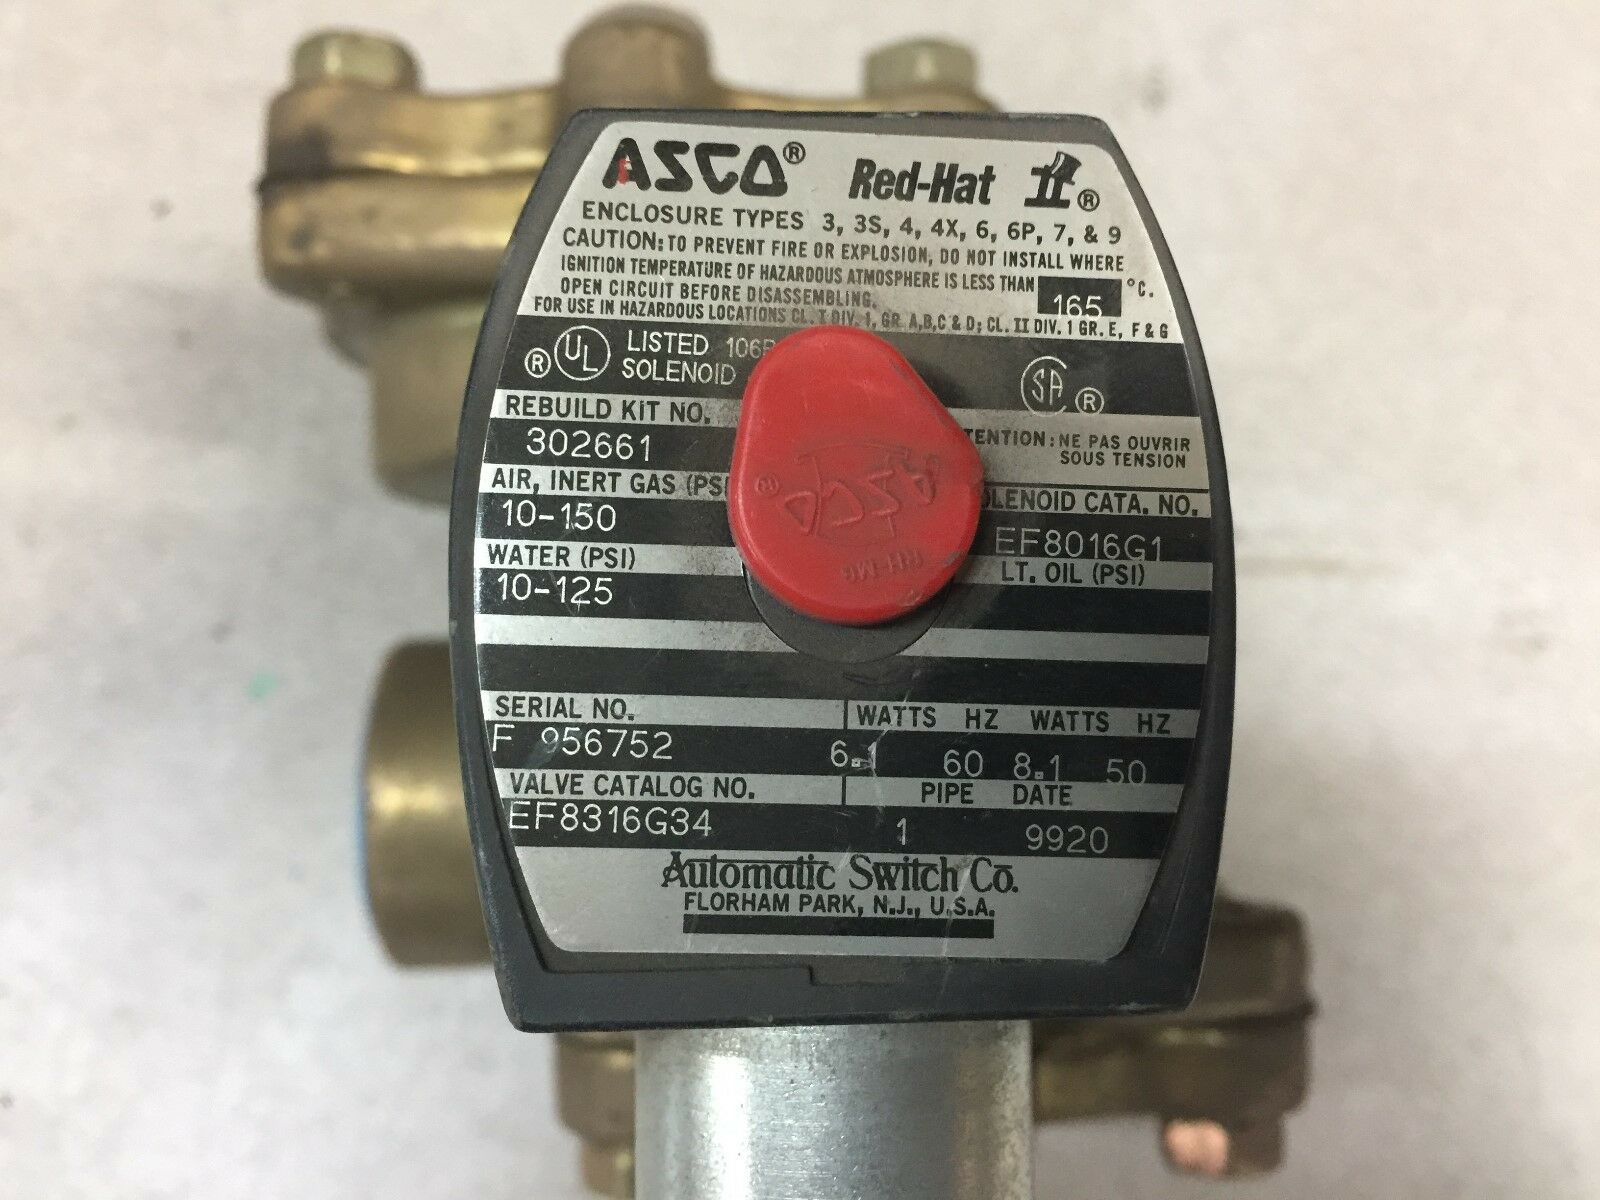 ASCO® Red-Hat II®
ENCLOSURE TYPES 3, 3S, 4, 4X, 6, 6P, 7, & 9
CAUTION: TO PREVENT FIRE OR EXPLOSION, DO NOT INSTALL WHERE
IGNITION TEMPERATURE OF HAZARDOUS ATMOSPHERE IS LESS THAN 165 °C.
OPEN CIRCUIT BEFORE DISASSEMBLING.
FOR USE IN HAZARDOUS LOCATIONS CL. I DIV. 1, GR. A,B,C & D; CL. II DIV. 1 GR. E, F & G
® UL LISTED
SOLENOID
SA ®
REBUILD KIT NO.
302661
NE PAS OUVRIR
SOUS TENSION
AIR, INERT GAS
CATA. NO.
10-150
EF8016G1
WATER (PSI)
LT. OIL (PSI)
10-125
ASCO®
SERIAL NO. WATTS HZ WATTS HZ
F 956752 6.1 60 8.1 50
VALVE CATALOG NO. PIPE DATE
EF8316G34 1 9920
Automatic Switch Co.
FLORHAM PARK, N.J., U.S.A.